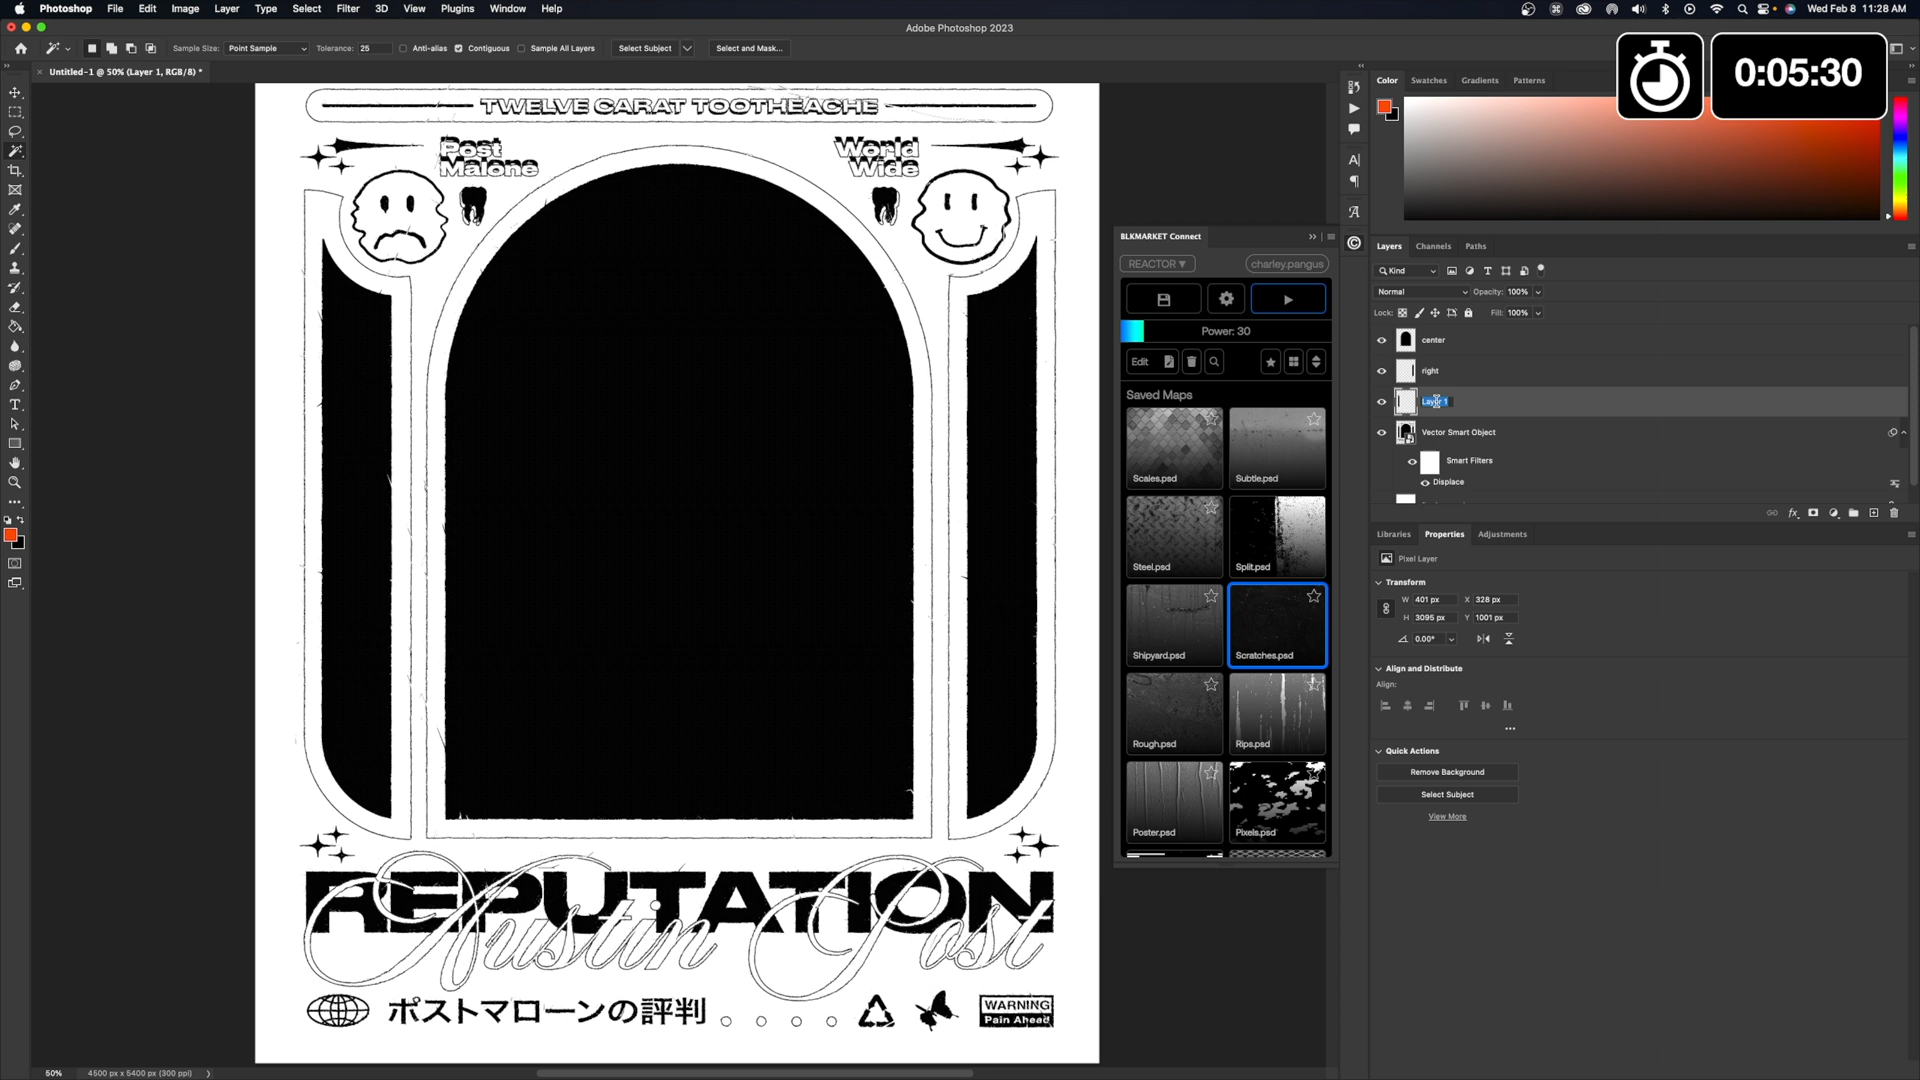 Photoshop File Edit Image Layer Type Select Filter 3D View Plugins Window Help
Wed Feb 8 11:28 AM
Adobe Photoshop 2023
Sample Size: Point Sample Tolerance: 25 Anti-alias Contiguous Sample All Layers Select Subject Select and Mask...
0:05:30
Untitled-1 @ 50% (Layer 1, RGB/8) *
TWELVE CARAT TOOTHEACHE
Post
Malone
World
Wide
REPUTATION
Austin Post
ポストマローンの評判
WARNING
Pain Ahead
50% 4500 px x 5400 px (300 ppi)
BLKMARKET Connect
REACTOR ▼ charley.pangus
Power: 30
Edit
Saved Maps
Scales.psd Subtle.psd
Steel.psd Split.psd
Shipyard.psd Scratches.psd
Rough.psd Rips.psd
Poster.psd Pixels.psd
Color Swatches Gradients Patterns
Layers Channels Paths
Kind
Normal Opacity: 100%
Lock: Fill: 100%
center
right
Layer 1
Vector Smart Object
Smart Filters
Displace
Libraries Properties Adjustments
Pixel Layer
Transform
W 401 px X 328 px
H 3095 px Y 1001 px
0.00°
Align and Distribute
Align:
Quick Actions
Remove Background
Select Subject
View More